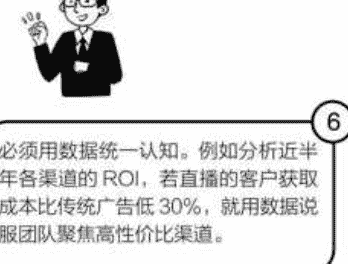 6
必须用数据统一认知。例如分析近半
年各渠道的 ROI，若直播的客户获取
成本比传统广告低 30%，就用数据说
服团队聚焦高性价比渠道。